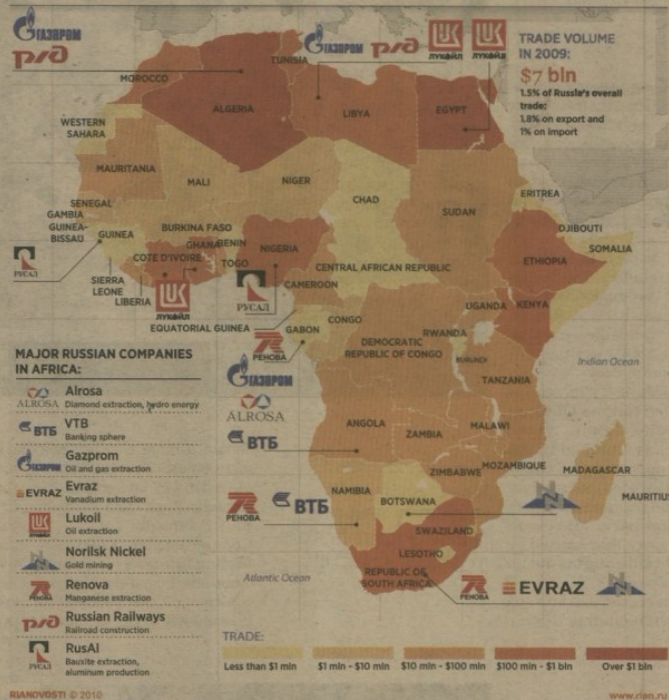 ГАЗПРОМ
ржд
ГАЗПРОМ
ржд
ЛУКОЙЛ
ЛУКОЙЛ
TRADE VOLUME
IN 2009:
$7 bln
1.5% of Russia's overall
trade:
1.8% on export and
1% on import
TUNISIA
MOROCCO
ALGERIA
LIBYA
EGYPT
WESTERN
SAHARA
MAURITANIA
MALI
NIGER
CHAD
SUDAN
ERITREA
SENEGAL
GAMBIA
GUINEA-
BISSAU
GUINEA
BURKINA FASO
GHANA
BENIN
NIGERIA
DJIBOUTI
SOMALIA
ETHIOPIA
COTE D'IVOIRE
TOGO
CENTRAL AFRICAN REPUBLIC
РУСАЛ
SIERRA
LEONE
LIBERIA
ЛУКОЙЛ
РУСАЛ
CAMEROON
EQUATORIAL GUINEA
GABON
CONGO
UGANDA
KENYA
RWANDA
DEMOCRATIC
REPUBLIC OF CONGO
BURUNDI
РЕНОВА
Indian Ocean
TANZANIA
ГАЗПРОМ
ALROSA
ВТБ
ANGOLA
ZAMBIA
MALAWI
ZIMBABWE
MOZAMBIQUE
MADAGASCAR
MAURITIUS
NAMIBIA
BOTSWANA
РЕНОВА
ВТБ
SWAZILAND
LESOTHO
REPUBLIC OF
SOUTH AFRICA
Atlantic Ocean
РЕНОВА
EVRAZ
MAJOR RUSSIAN COMPANIES
IN AFRICA:
ALROSA
Alrosa
Diamond extraction, hydro energy
ВТБ
VTB
Banking sphere
ГАЗПРОМ
Gazprom
Oil and gas extraction
EVRAZ
Evraz
Vanadium extraction
ЛУКОЙЛ
Lukoil
Oil extraction
Norilsk Nickel
Gold mining
РЕНОВА
Renova
Manganese extraction
ржд
Russian Railways
Railroad construction
РУСАЛ
RusAl
Bauxite extraction,
aluminum production
TRADE:
Less than $1 mln
$1 mln - $10 mln
$10 mln - $100 mln
$100 mln - $1 bln
Over $1 bln
RIANOVOSTI © 2010
www.rian.ru